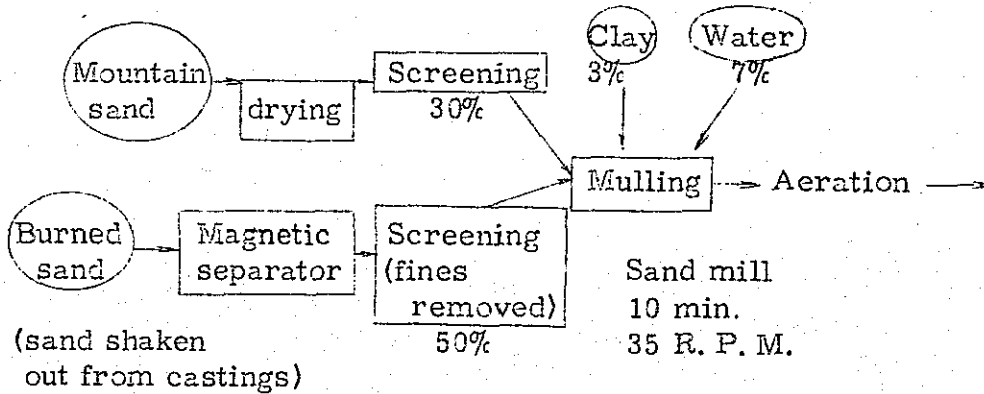 Clay
Water
3%
7%
Mountain
sand
drying
Screening
30%
Mulling
Aeration
Burned
sand
Magnetic
separator
Screening
(fines
removed)
50%
Sand mill
10 min.
35 R. P. M.
(sand shaken
out from castings)